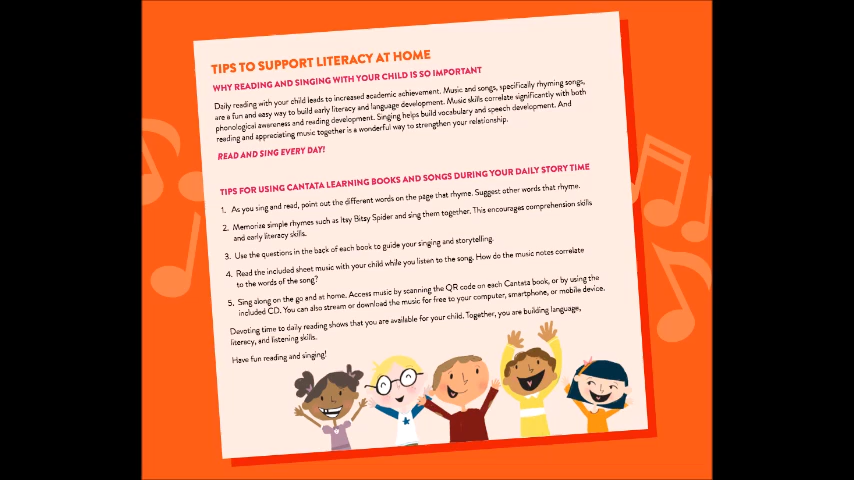 TIPS TO SUPPORT LITERACY AT HOME
WHY READING AND SINGING WITH YOUR CHILD IS SO IMPORTANT
Daily reading with your child leads to increased academic achievement. Music and songs, specifically rhyming songs,
are a fun and easy way to build early literacy and language development. Music skills correlate significantly with both
phonological awareness and reading development. Singing helps build vocabulary and speech development. And
reading and appreciating music together is a wonderful way to strengthen your relationship.
READ AND SING EVERY DAY!
TIPS FOR USING CANTATA LEARNING BOOKS AND SONGS DURING YOUR DAILY STORY TIME
1. As you sing and read, point out the different words on the page that rhyme. Suggest other words that rhyme.
2. Memorize simple rhymes such as Itsy Bitsy Spider and sing them together. This encourages comprehension skills
and early literacy skills.
3. Use the questions in the back of each book to guide your singing and storytelling.
4. Read the included sheet music with your child while you listen to the song. How do the music notes correlate
to the words of the song?
5. Sing along on the go and at home. Access music by scanning the QR code on each Cantata book, or by using the
included CD. You can also stream or download the music for free to your computer, smartphone, or mobile device.
Devoting time to daily reading shows that you are available for your child. Together, you are building language,
literacy, and listening skills.
Have fun reading and singing!